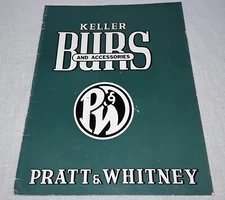 KELLER
BURS
AND ACCESSORIES
P&W
PRATT & WHITNEY